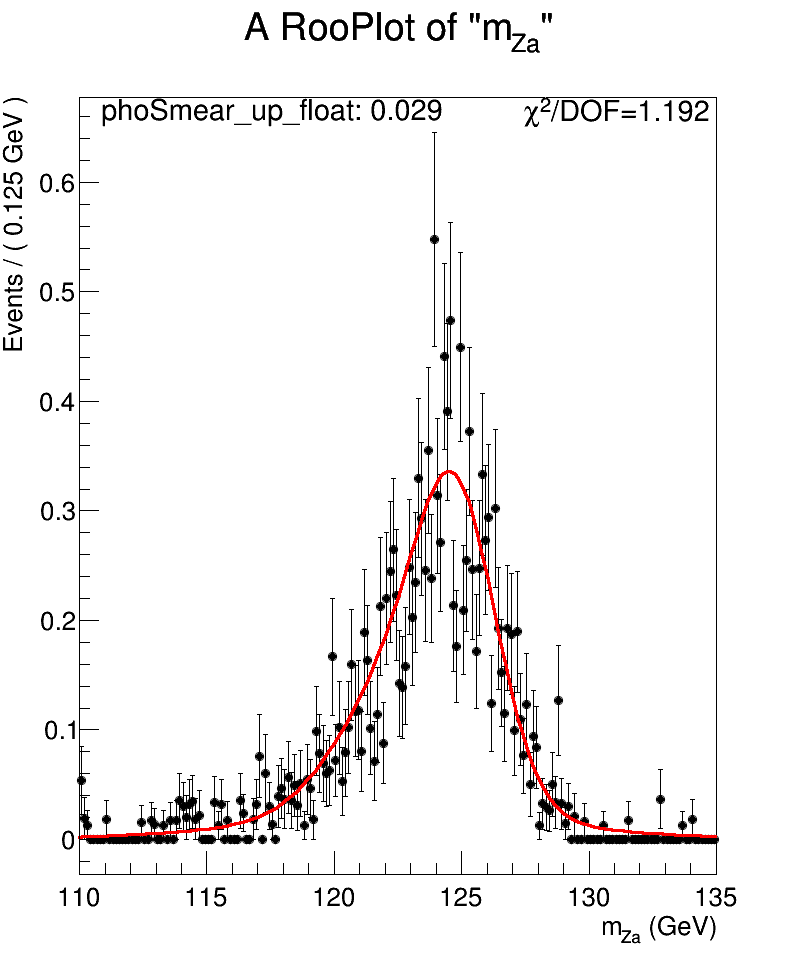 A RooPlot of "m_Za"
phoSmear_up_float: 0.029
χ²/DOF=1.192
Events / ( 0.125 GeV )
0.6
0.5
0.4
0.3
0.2
0.1
0
110 115 120 125 130 135
m_Za (GeV)